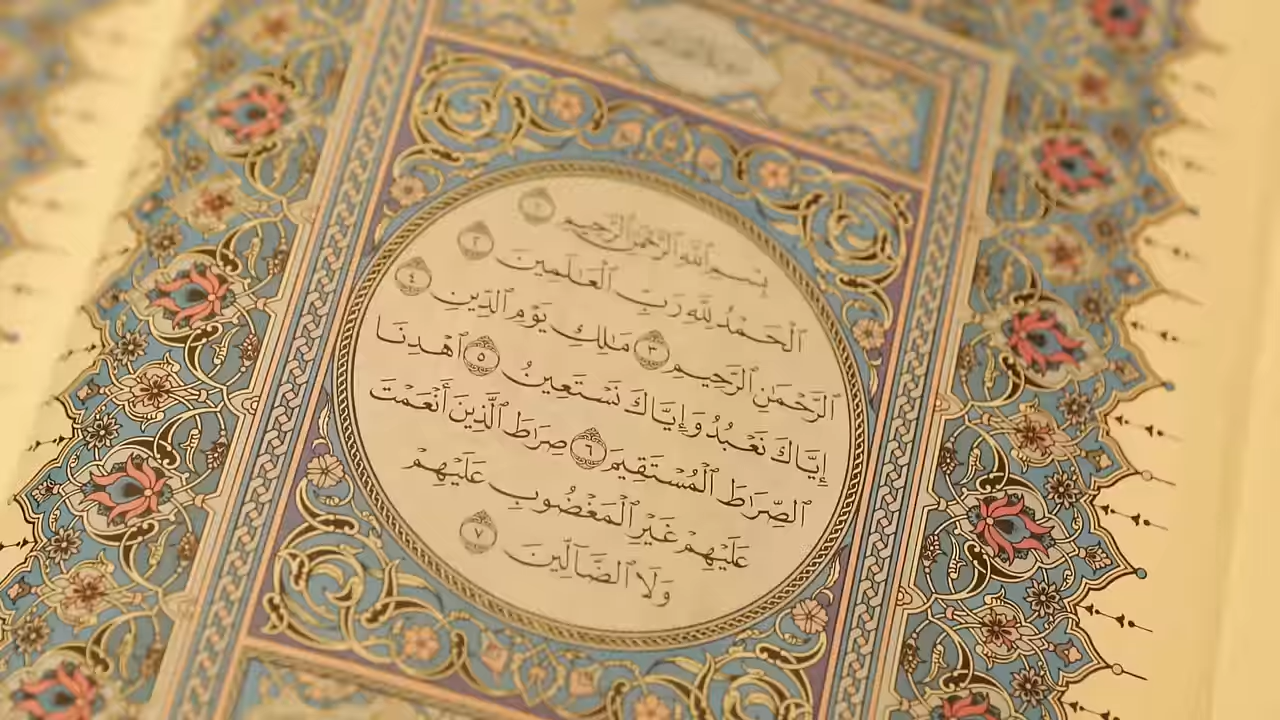 بِسْمِ ٱللَّهِ ٱلرَّحْمَٰنِ ٱلرَّحِيمِ ١
ٱلْحَمْدُ لِلَّهِ رَبِّ ٱلْعَٰلَمِينَ ٢
ٱلرَّحْمَٰنِ ٱلرَّحِيمِ ٣ مَٰلِكِ يَوْمِ ٱلدِّينِ ٤
إِيَّاكَ نَعْبُدُ وَإِيَّاكَ نَسْتَعِينُ ٥ ٱهْدِنَا
ٱلصِّرَٰطَ ٱلْمُسْتَقِيمَ ٦ صِرَٰطَ ٱلَّذِينَ أَنْعَمْتَ
عَلَيْهِمْ غَيْرِ ٱلْمَغْضُوبِ عَلَيْهِمْ
وَلَا ٱلضَّآلِّينَ ٧